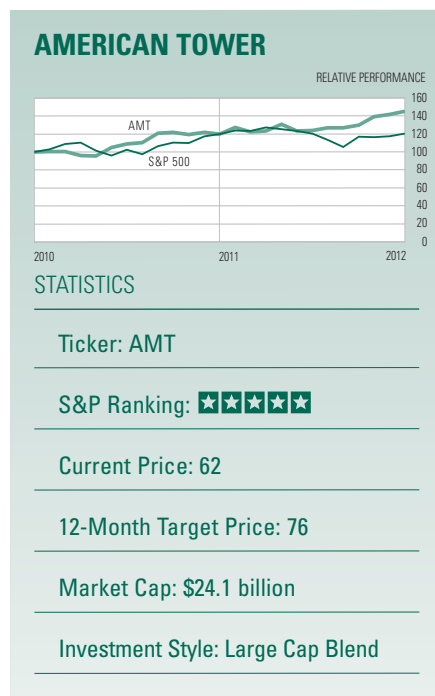 AMERICAN TOWER
RELATIVE PERFORMANCE
160
140
120
100
80
60
40
20
0
AMT
S&P 500
2010 2011 2012
STATISTICS
Ticker: AMT
S&P Ranking: ★★★★★
Current Price: 62
12-Month Target Price: 76
Market Cap: $24.1 billion
Investment Style: Large Cap Blend